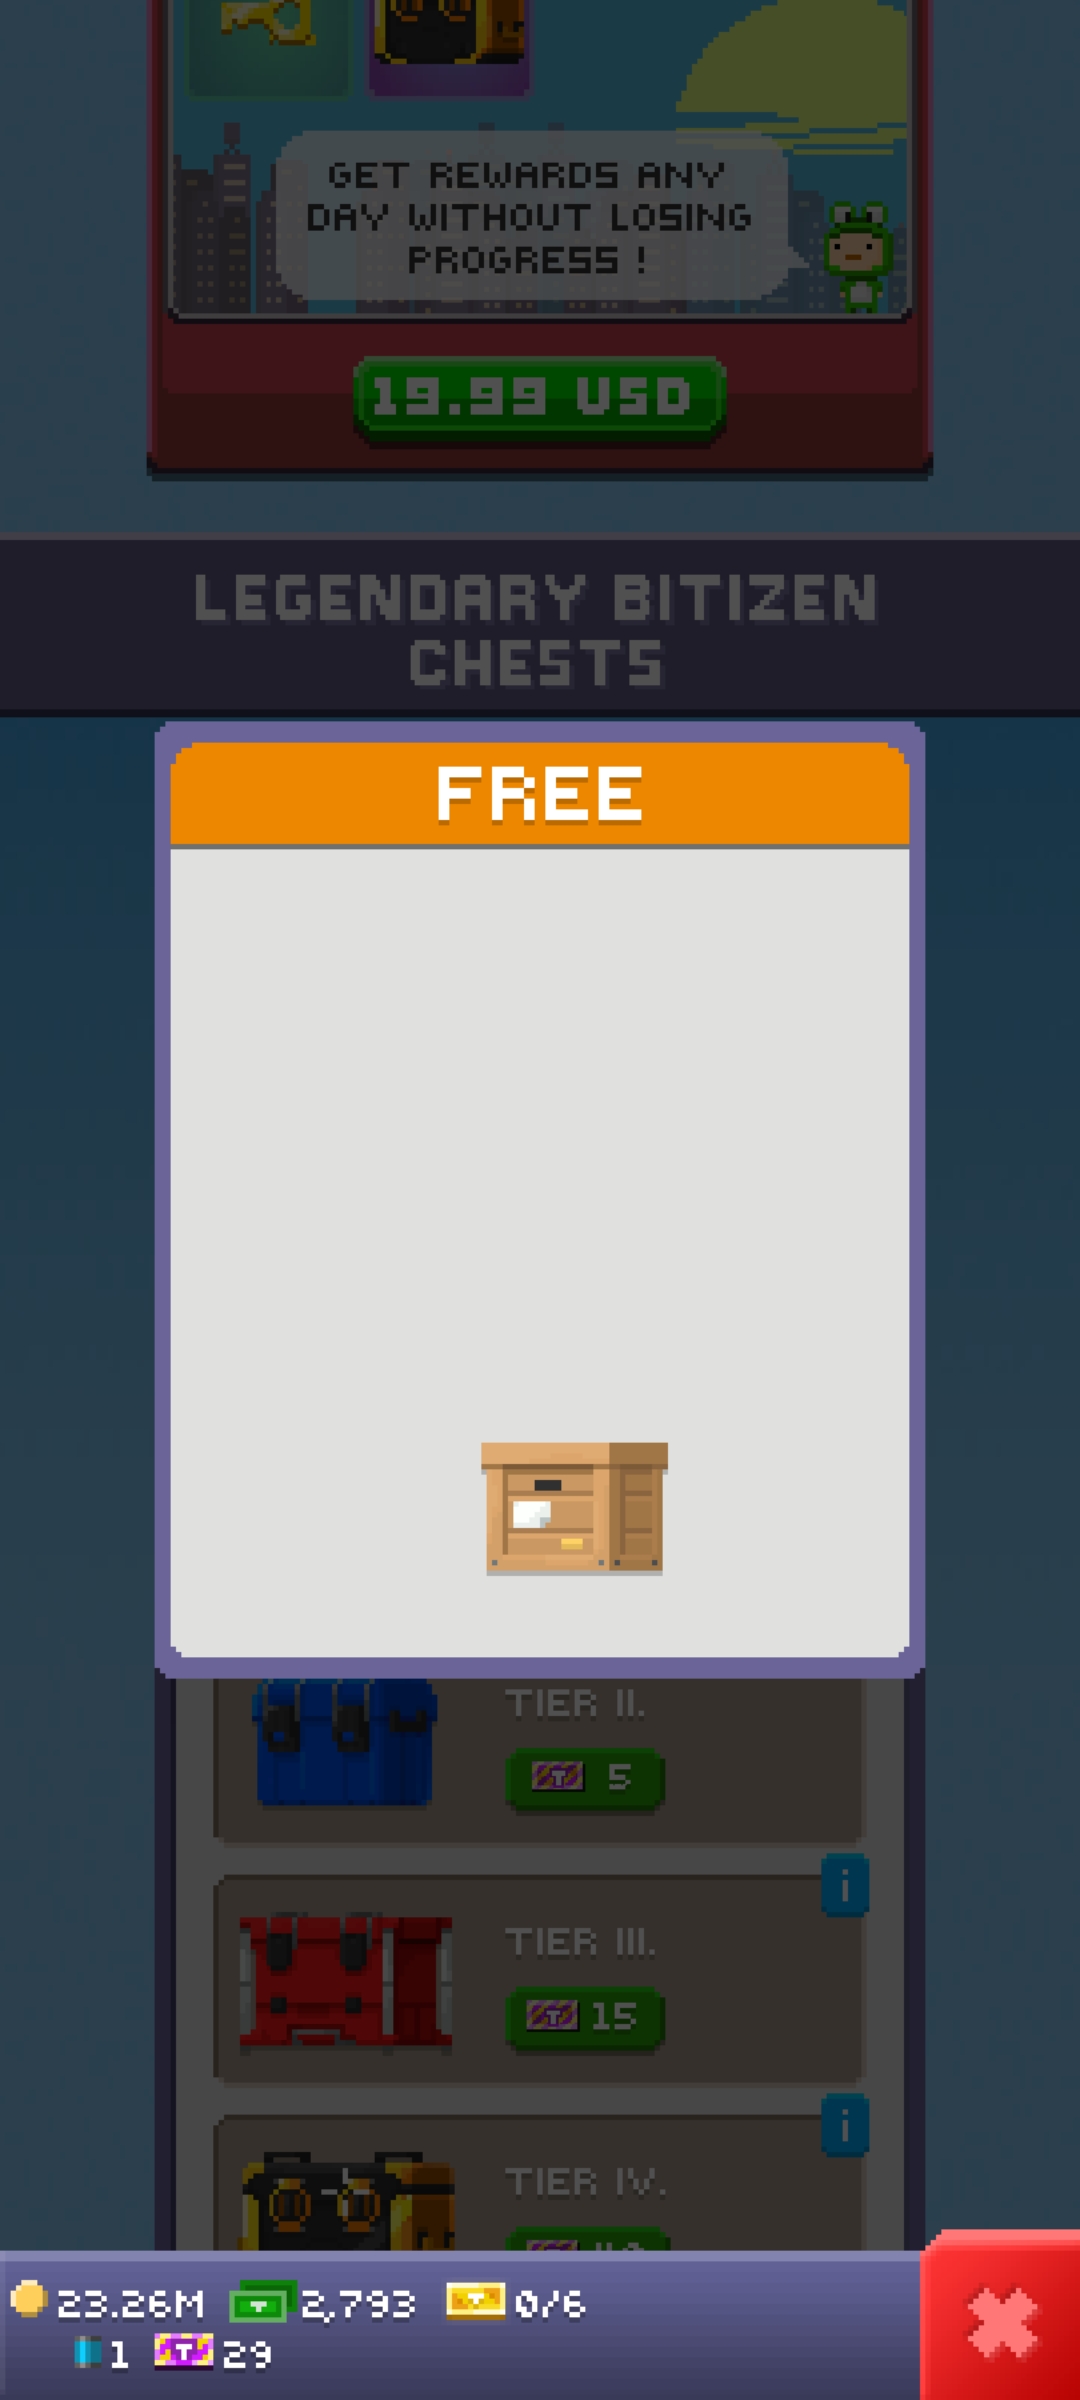 GET REWARDS ANY
DAY WITHOUT LOSING
PROGRESS !
19.99 USD
LEGENDARY BITIZEN
CHESTS
FREE
TIER II.
T 5
i
TIER III.
T 15
i
TIER IV.
23.26M 2,793 0/6
1 T 29